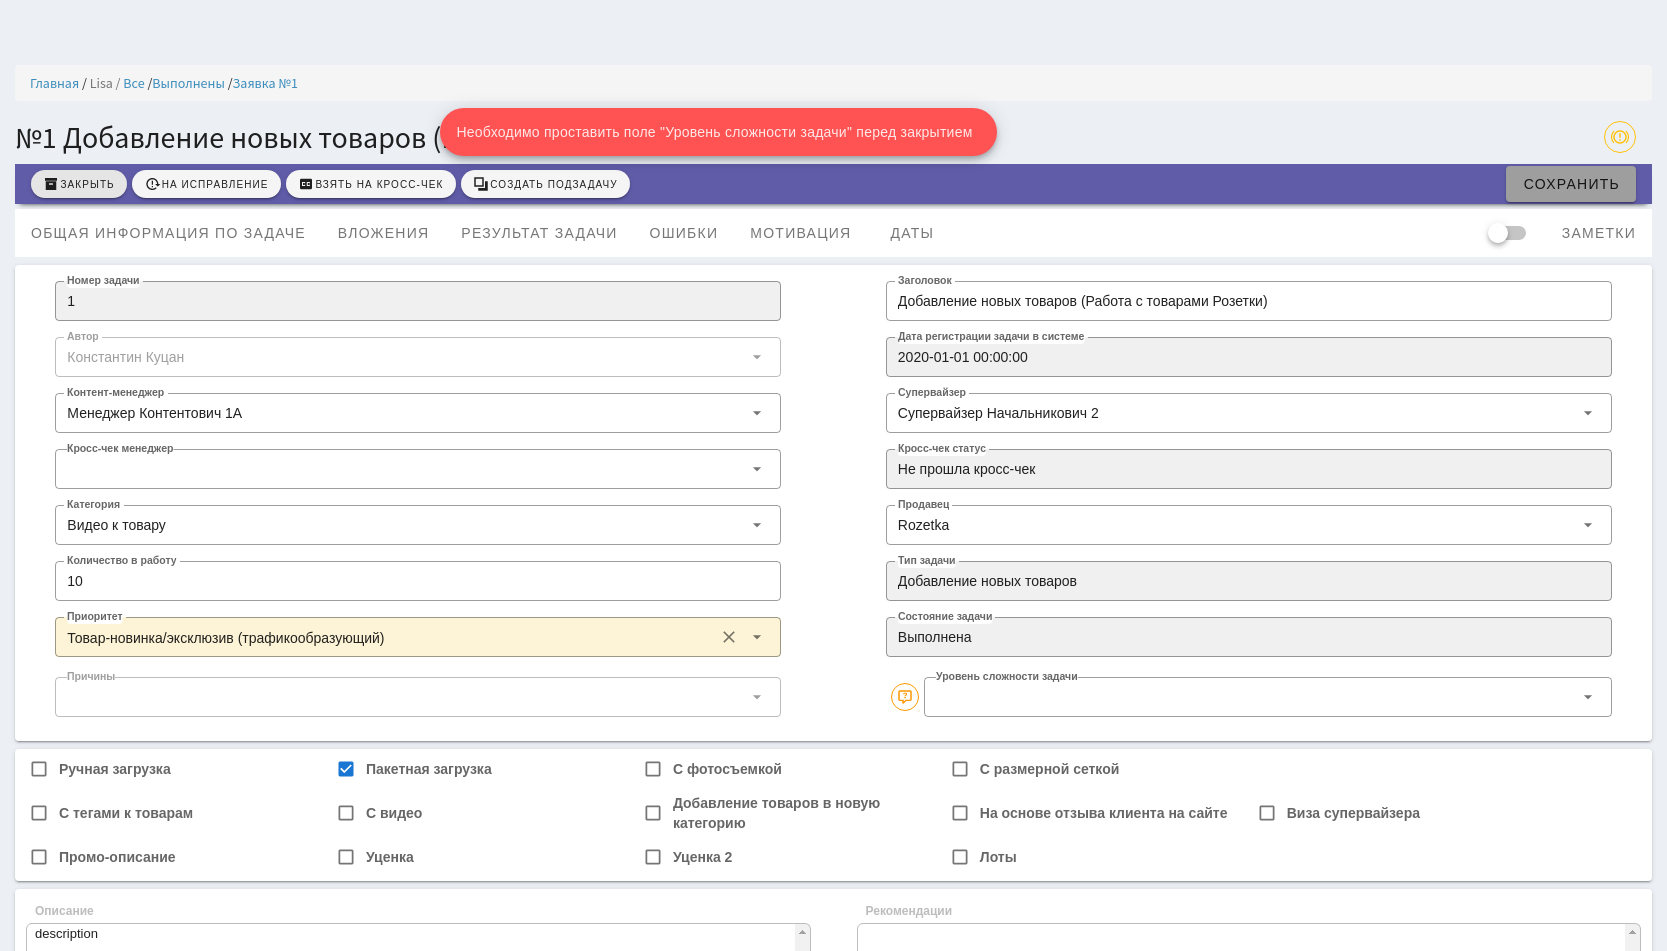 Главная / Lisa / Все /Выполнены /Заявка №1
Необходимо проставить поле "Уровень сложности задачи" перед закрытием
№1 Добавление новых товаров (
ЗАКРЫТЬ НА ИСПРАВЛЕНИЕ ВЗЯТЬ НА КРОСС-ЧЕК СОЗДАТЬ ПОДЗАДАЧУ СОХРАНИТЬ
ОБЩАЯ ИНФОРМАЦИЯ ПО ЗАДАЧЕ ВЛОЖЕНИЯ РЕЗУЛЬТАТ ЗАДАЧИ ОШИБКИ МОТИВАЦИЯ ДАТЫ ЗАМЕТКИ
Номер задачи Заголовок
1 Добавление новых товаров (Работа с товарами Розетки)
Автор Дата регистрации задачи в системе
Константин Куцан 2020-01-01 00:00:00
Контент-менеджер Супервайзер
Менеджер Контентович 1А Супервайзер Начальникович 2
Кросс-чек менеджер Кросс-чек статус
Не прошла кросс-чек
Категория Продавец
Видео к товару Rozetka
Количество в работу Тип задачи
10 Добавление новых товаров
Приоритет Состояние задачи
Товар-новинка/эксклюзив (трафикообразующий) Выполнена
Причины Уровень сложности задачи
Ручная загрузка Пакетная загрузка С фотосъемкой С размерной сеткой
С тегами к товарам С видео Добавление товаров в новую категорию На основе отзыва клиента на сайте Виза супервайзера
Промо-описание Уценка Уценка 2 Лоты
Описание Рекомендации
description